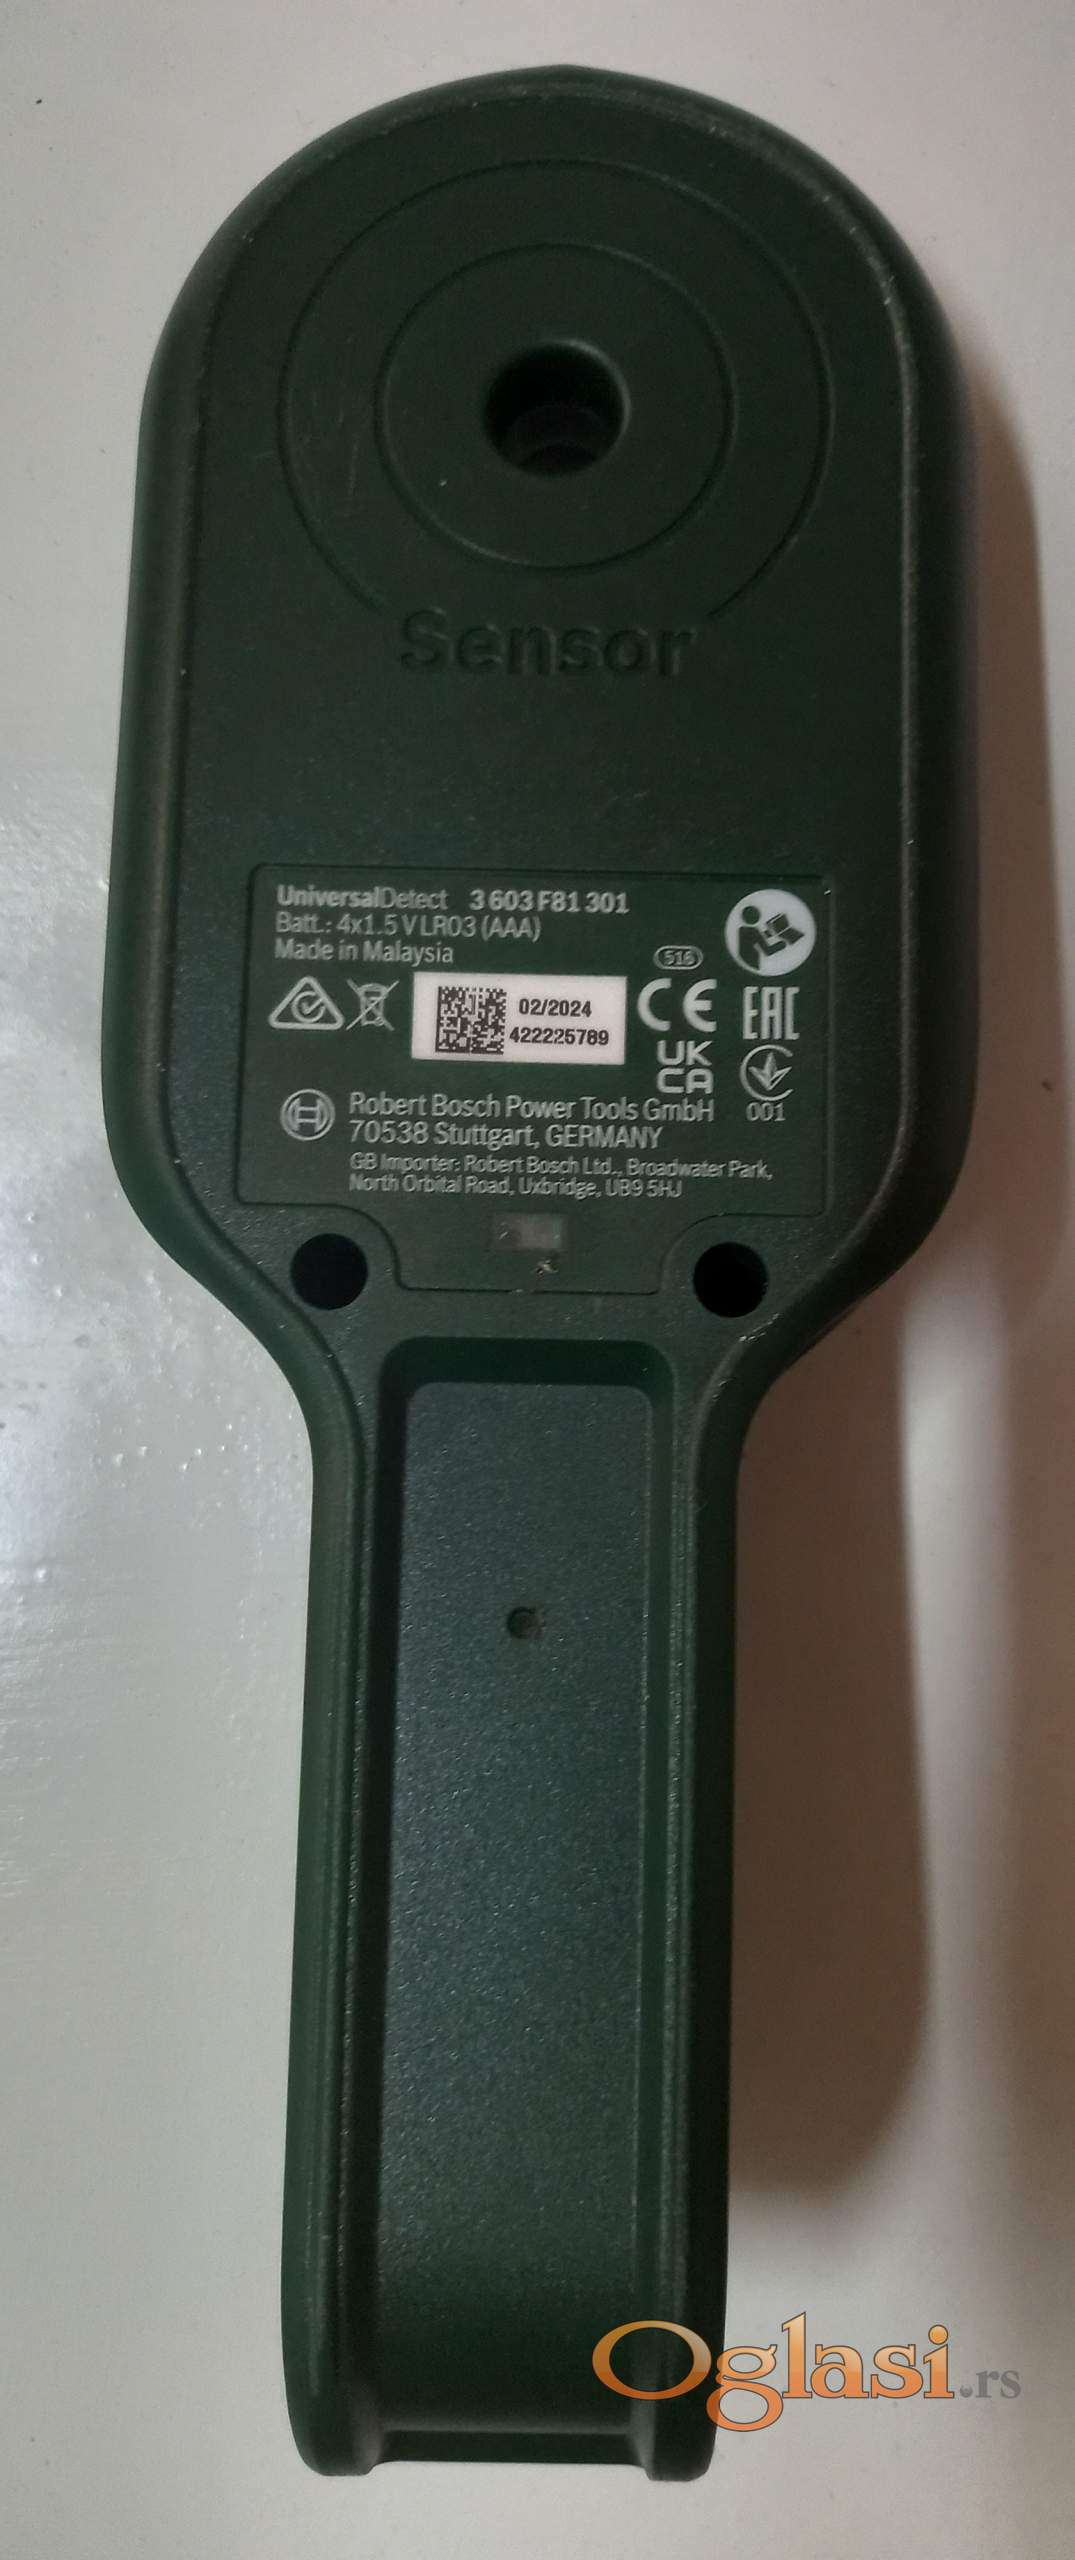 Sensor
UniversalDetect 3 603 F81 301
Batt.: 4x1.5 V LR03 (AAA)
Made in Malaysia
516
02/2024
422225789
CE
EAC
UK
CA
001
Robert Bosch Power Tools GmbH
70538 Stuttgart, GERMANY
GB Importer: Robert Bosch Ltd., Broadwater Park,
North Orbital Road, Uxbridge, UB9 5HJ
Oglasi.rs